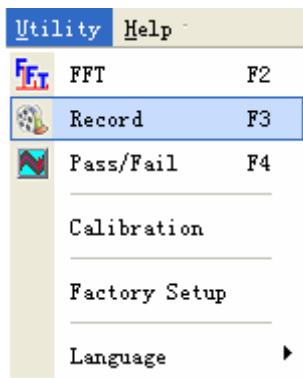 Utility Help
FFT F2
Record F3
Pass/Fail F4
Calibration
Factory Setup
Language